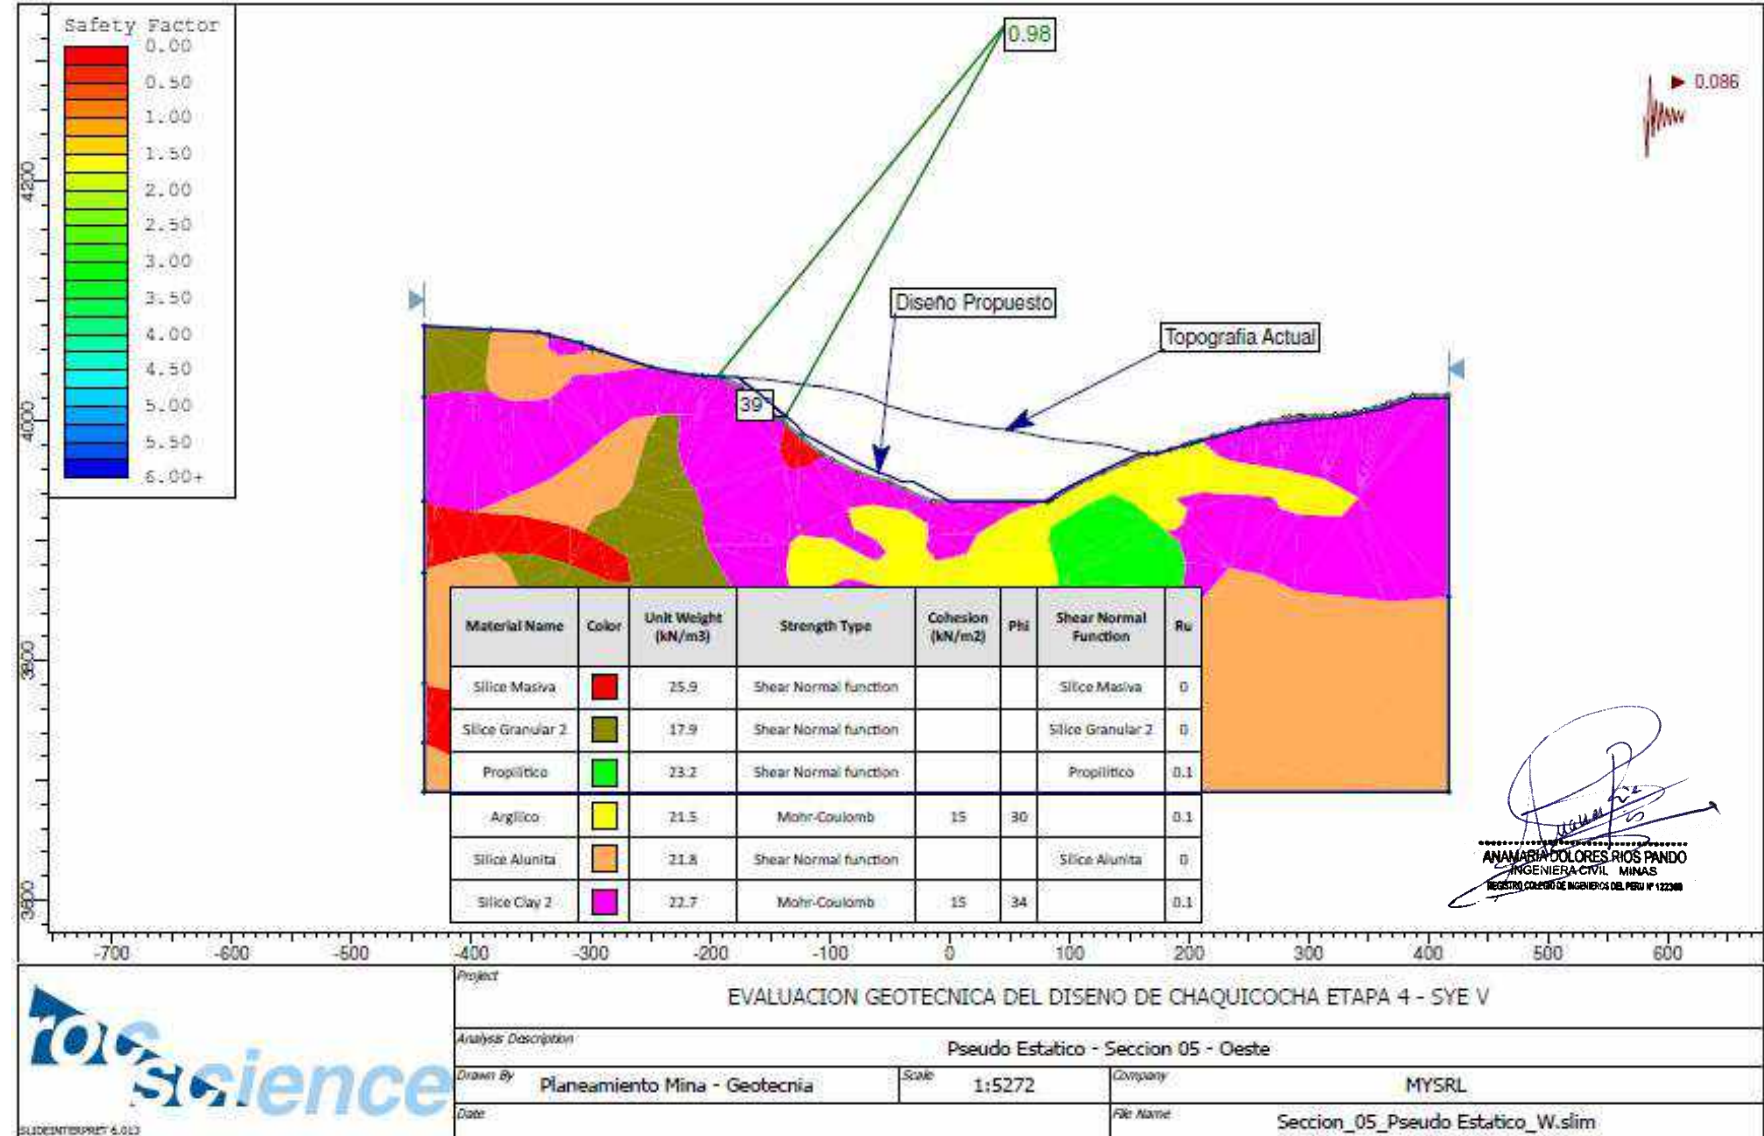 Safety Factor
0.00
0.50
1.00
1.50
2.00
2.50
3.00
3.50
4.00
4.50
5.00
5.50
6.00+
0.98
0.086
Diseño Propuesto
Topografia Actual
39°
4200
4000
3800
3600
Material Name Color Unit Weight (kN/m3) Strength Type Cohesion (kN/m2) Phi Shear Normal Function Ru
Silice Masiva 25.9 Shear Normal function Silice Masiva 0
Silice Granular 2 17.9 Shear Normal function Silice Granular 2 0
Propilitico 23.2 Shear Normal function Propilitico 0.1
Argilico 21.5 Mohr-Coulomb 15 30 0.1
Silice Alunita 21.8 Shear Normal function Silice Alunita 0
Silice Clay 2 22.7 Mohr-Coulomb 15 34 0.1
ANAMARIA DOLORES RIOS PANDO
INGENIERA CIVIL MINAS
REGISTRO COLEGIO DE INGENIEROS DEL PERU Nº
-700 -600 -500 -400 -300 -200 -100 0 100 200 300 400 500 600
rocscience
SLIDEINTERPRET 6.013
Project
EVALUACION GEOTECNICA DEL DISENO DE CHAQUICOCHA ETAPA 4 - SYE V
Analysis Description
Pseudo Estatico - Seccion 05 - Oeste
Drawn By Planeamiento Mina - Geotecnia Scale 1:5272 Company MYSRL
Date File Name Seccion_05_Pseudo Estatico_W.slim